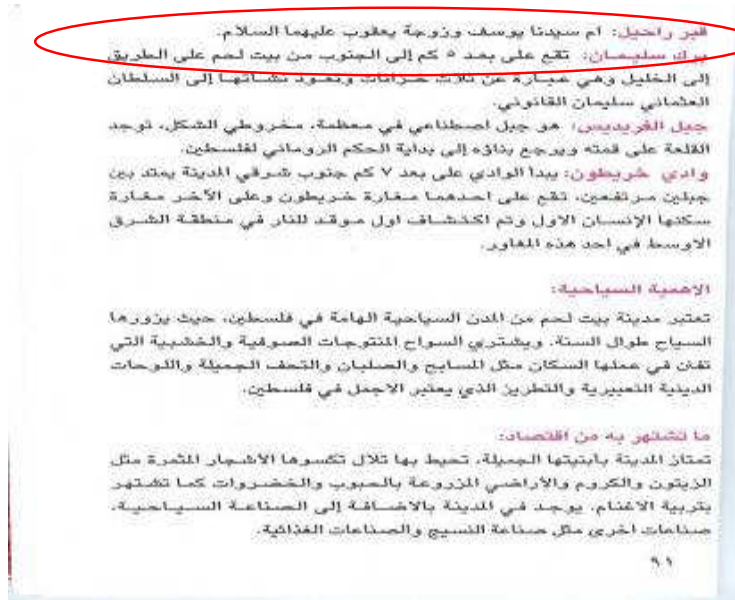 قبر راحيل: ام سيدنا يوسف وزوجة يعقوب عليهما السلام.
برك سليمان: تقع على بعد ٥ كم إلى الجنوب من بيت لحم على الطريق
إلى الخليل وهي عبارة عن ثلاث خزانات وتعود نشاتها إلى السلطان
العثماني سليمان القانوني.
جبل الفريديس: هو جبل اصطناعي في معظمة، مخروطي الشكل، توجد
القلعة على قمته ويرجع بناؤه إلى بداية الحكم الروماني لفلسطين.
وادي خريطون: يبدا الوادي على بعد ٧ كم جنوب شرقي المدينة يمتد بين
جبلين مرتفعين، تقع على احدهما مغارة خريطون وعلى الآخر مغارة
سكنها الإنسان الاول وتم اكتشاف اول موقد للنار في منطقة الشرق
الاوسط في احد هذه المغاور.
الاهمية السياحية:
تعتبر مدينة بيت لحم من المدن السياحية الهامة في فلسطين، حيث يزورها
السياح طوال السنة. ويشتري السواح المنتوجات الصوفية والخشبية التي
تفنن في عملها السكان مثل المسابح والصلبان والتحف الجميلة واللوحات
الدينية التعبيرية والتطريز الذي يعتبر الاجمل في فلسطين.
ما تشتهر به من اقتصاد:
تمتاز المدينة بابنيتها الجميلة، تحيط بها تلال تكسوها الأشجار المثمرة مثل
الزيتون والكروم والأراضي المزروعة بالحبوب والخضروات كما تشتهر
بتربية الاغنام. يوجد في المدينة بالاضافة إلى الصناعة السياحية،
صناعات اخرى مثل صناعة النسيج والصناعات الغذائية.
٩١